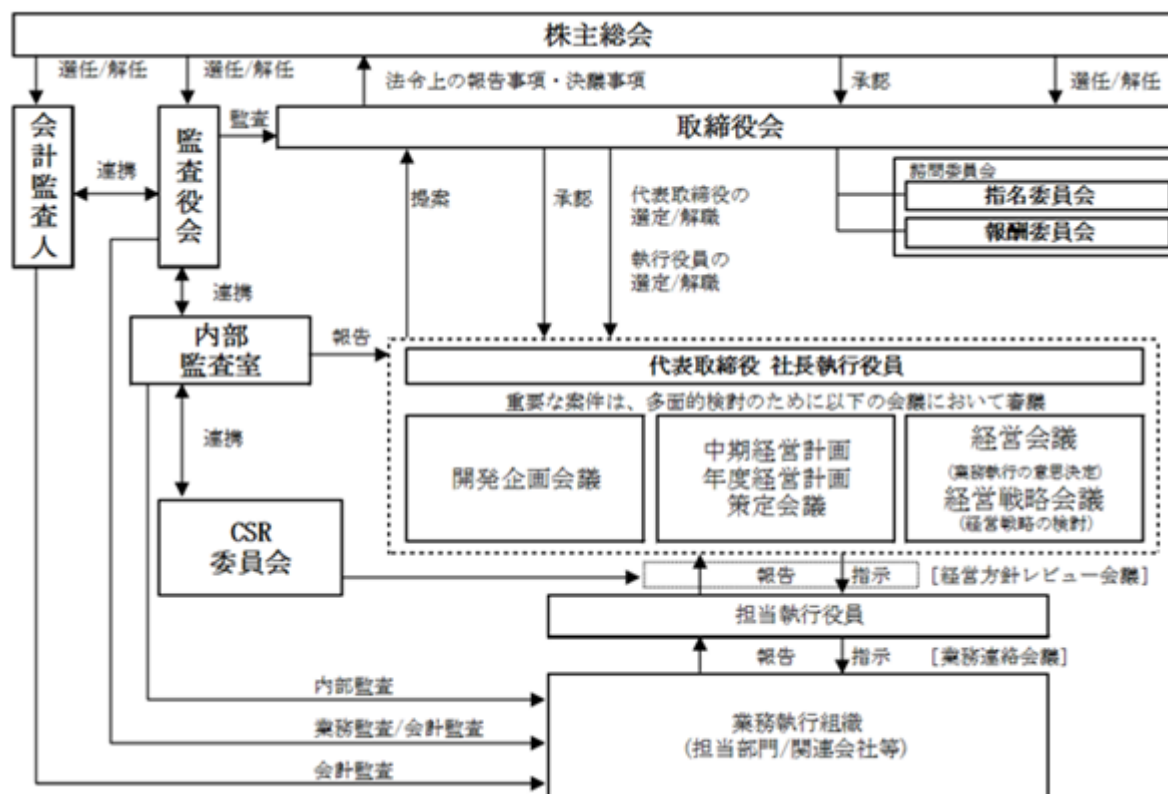 株主総会
選任/解任
選任/解任
法令上の報告事項・決議事項
承認
選任/解任
会計監査人
監査役会
監査
取締役会
連携
提案
承認
代表取締役の
選定/解職
執行役員の
選定/解職
諮問委員会
指名委員会
報酬委員会
連携
内部
監査室
報告
代表取締役 社長執行役員
重要な案件は、多面的検討のために以下の会議において審議
連携
開発企画会議
中期経営計画
年度経営計画
策定会議
経営会議
(業務執行の意思決定)
経営戦略会議
(経営戦略の検討)
CSR
委員会
報告
指示
[経営方針レビュー会議]
担当執行役員
報告
指示
[業務連絡会議]
内部監査
業務監査/会計監査
会計監査
業務執行組織
(担当部門/関連会社等)